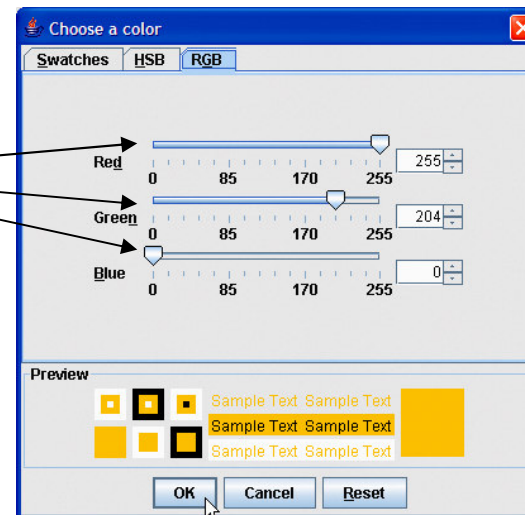 Choose a color
Swatches HSB RGB
Red 255
0 85 170 255
Green 204
0 85 170 255
Blue 0
0 85 170 255
Preview
Sample Text Sample Text
Sample Text Sample Text
Sample Text Sample Text
OK Cancel Reset